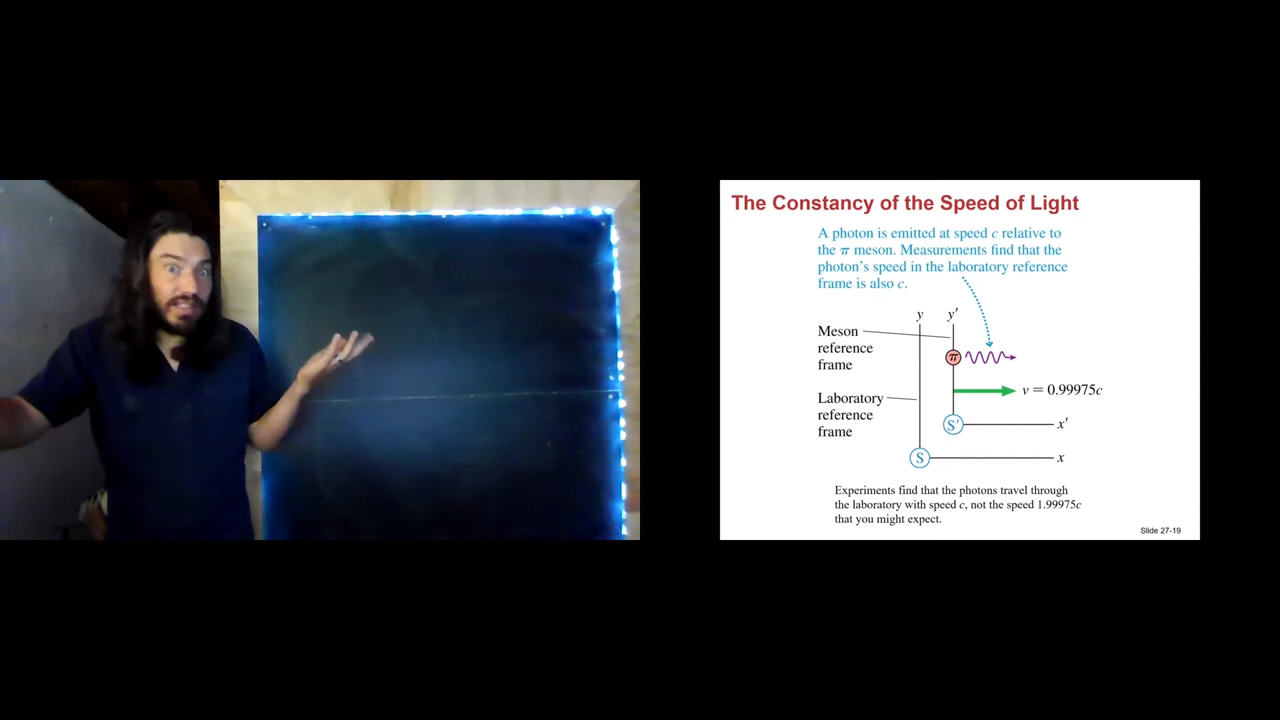 The Constancy of the Speed of Light
A photon is emitted at speed c relative to
the π meson. Measurements find that the
photon's speed in the laboratory reference
frame is also c.
y y′
Meson
reference
frame
π
v = 0.99975c
Laboratory
reference
frame
S′ x′
S x
Experiments find that the photons travel through
the laboratory with speed c, not the speed 1.99975c
that you might expect.
Slide 27-19